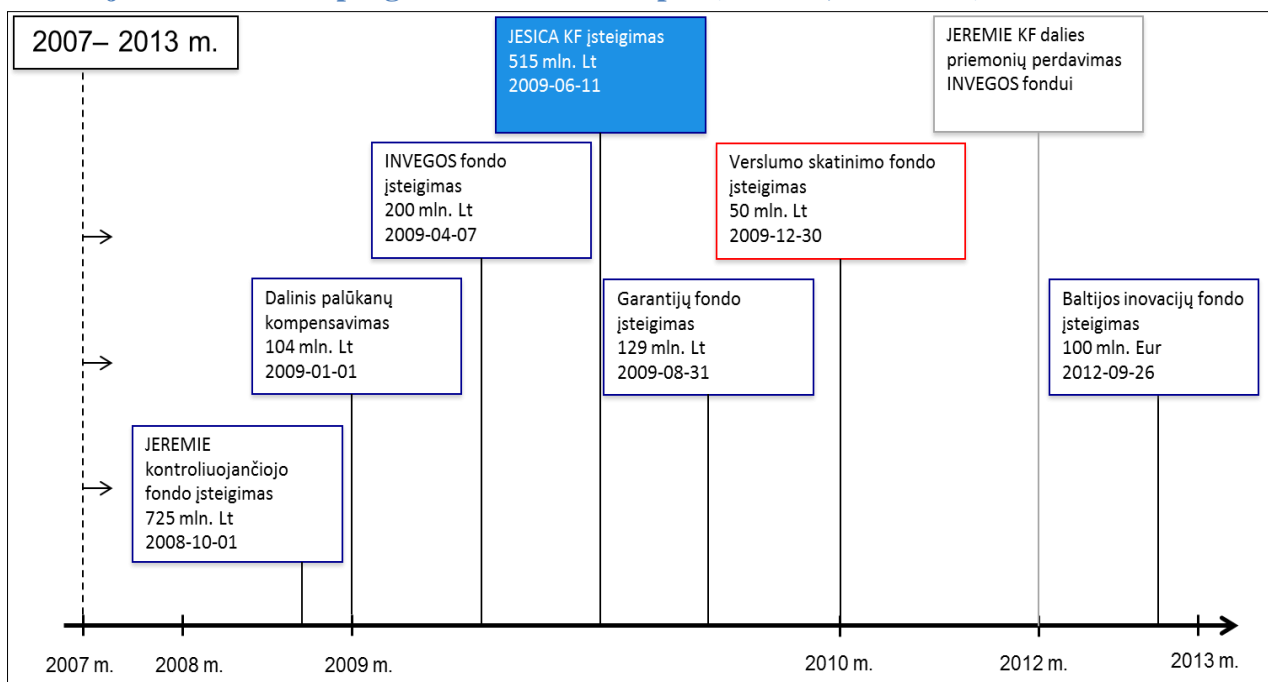 2007– 2013 m.
JESICA KF įsteigimas
515 mln. Lt
2009-06-11
JEREMIE KF dalies
priemonių perdavimas
INVEGOS fondui
INVEGOS fondo
įsteigimas
200 mln. Lt
2009-04-07
Verslumo skatinimo fondo
įsteigimas
50 mln. Lt
2009-12-30
Dalinis palūkanų
kompensavimas
104 mln. Lt
2009-01-01
Garantijų fondo
įsteigimas
129 mln. Lt
2009-08-31
Baltijos inovacijų fondo
įsteigimas
100 mln. Eur
2012-09-26
JEREMIE
kontroliuojančiojo
fondo įsteigimas
725 mln. Lt
2008-10-01
2007 m.
2008 m.
2009 m.
2010 m.
2012 m.
2013 m.